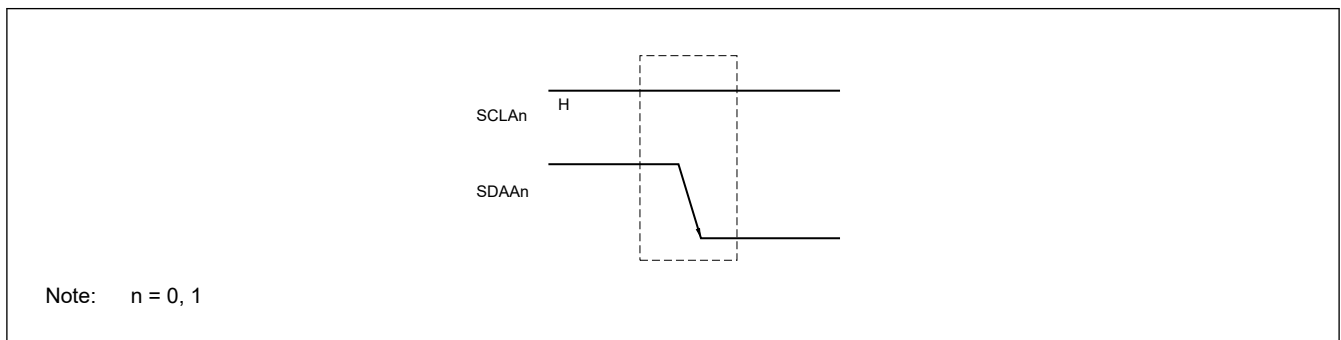 H
SCLAn
SDAAn
Note: n = 0, 1